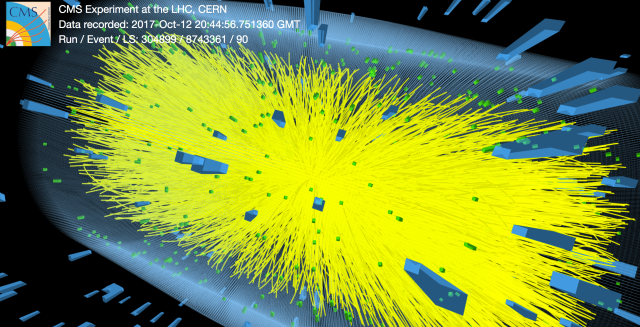 CMS Experiment at the LHC, CERN
Data recorded: 2017-Oct-12 20:44:56.751360 GMT
Run / Event / LS: 304899 / 8743361 / 90